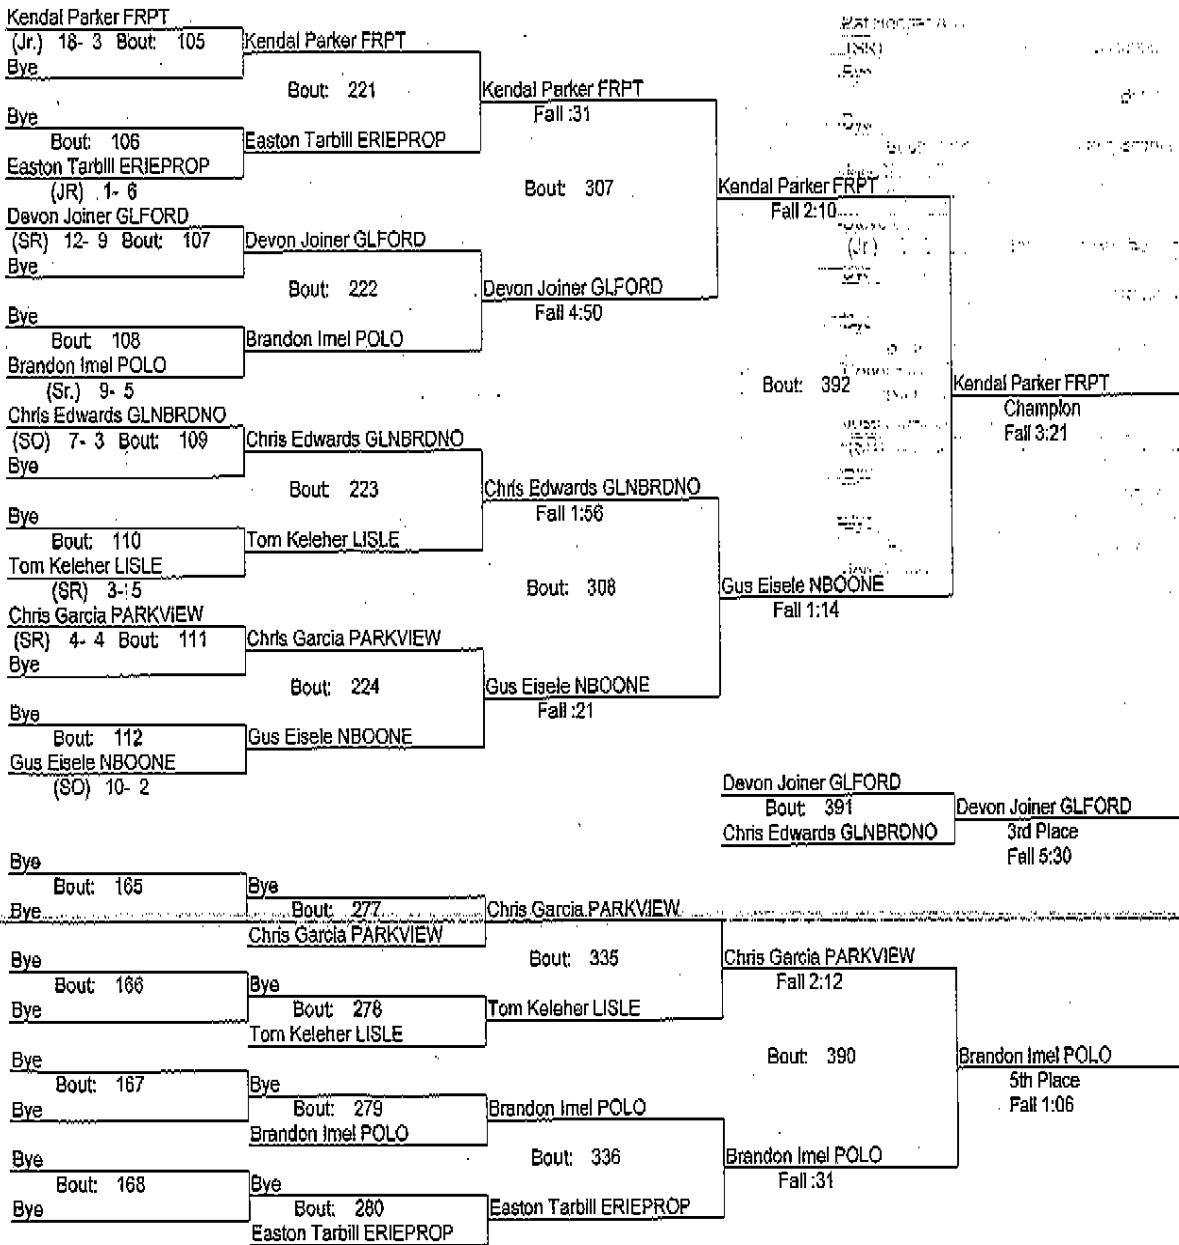 Kendal Parker FRPT
(Jr.) 18- 3 Bout: 105
Bye
Kendal Parker FRPT
Bout: 221
Bye
Bout: 106
Easton Tarbill ERIEPROP
(JR) 1- 6
Easton Tarbill ERIEPROP
Kendal Parker FRPT
Fall :31
Bout: 307
Devon Joiner GLFORD
(SR) 12- 9 Bout: 107
Bye
Devon Joiner GLFORD
Bout: 222
Bye
Bout: 108
Brandon Imel POLO
(Sr.) 9- 5
Brandon Imel POLO
Devon Joiner GLFORD
Fall 4:50
Kendal Parker FRPT
Fall 2:10
Bout: 392
Chris Edwards GLNBRDNO
(SO) 7- 3 Bout: 109
Bye
Chris Edwards GLNBRDNO
Bout: 223
Bye
Bout: 110
Tom Keleher LISLE
(SR) 3- 5
Tom Keleher LISLE
Chris Edwards GLNBRDNO
Fall 1:56
Bout: 308
Chris Garcia PARKVIEW
(SR) 4- 4 Bout: 111
Bye
Chris Garcia PARKVIEW
Bout: 224
Bye
Bout: 112
Gus Eisele NBOONE
(SO) 10- 2
Gus Eisele NBOONE
Gus Eisele NBOONE
Fall :21
Gus Eisele NBOONE
Fall 1:14
Kendal Parker FRPT
Champion
Fall 3:21
(SR)
(Jr.)
Devon Joiner GLFORD
Bout: 391
Chris Edwards GLNBRDNO
Devon Joiner GLFORD
3rd Place
Fall 5:30
Bye
Bout: 165
Bye
Bye
Bout: 277
Chris Garcia PARKVIEW
Chris Garcia PARKVIEW
Bout: 335
Bye
Bout: 166
Bye
Bye
Bout: 278
Tom Keleher LISLE
Tom Keleher LISLE
Chris Garcia PARKVIEW
Fall 2:12
Bout: 390
Bye
Bout: 167
Bye
Bye
Bout: 279
Brandon Imel POLO
Brandon Imel POLO
Bout: 336
Bye
Bout: 168
Bye
Bye
Bout: 280
Easton Tarbill ERIEPROP
Easton Tarbill ERIEPROP
Brandon Imel POLO
Fall :31
Brandon Imel POLO
5th Place
Fall 1:06